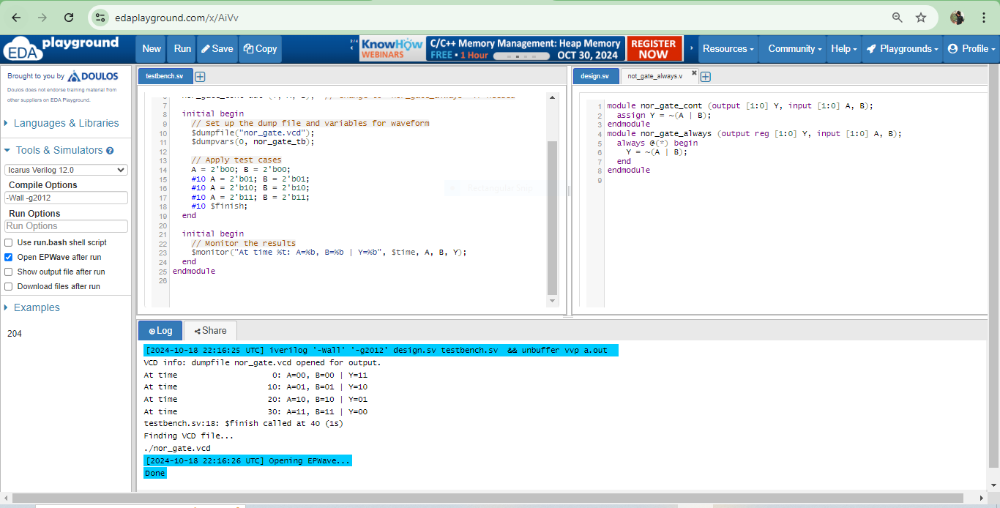 edaplayground.com/x/AiVv
EDA playground
New
Run
Save
Copy
2/4
KnowHow
WEBINARS
C/C++ Memory Management: Heap Memory
FREE • 1 Hour
OCT 30, 2024
REGISTER
NOW
Resources
Community
Help
Playgrounds
Profile
Brought to you by DOULOS
Doulos does not endorse training material from
other suppliers on EDA Playground.
Languages & Libraries
Tools & Simulators
Icarus Verilog 12.0
Compile Options
-Wall -g2012
Run Options
Run Options
Use run.bash shell script
Open EPWave after run
Show output file after run
Download files after run
Examples
204
testbench.sv
7
8 initial begin
9 // Set up the dump file and variables for waveform
10 $dumpfile("nor_gate.vcd");
11 $dumpvars(0, nor_gate_tb);
12
13 // Apply test cases
14 A = 2'b00; B = 2'b00;
15 #10 A = 2'b01; B = 2'b01;
16 #10 A = 2'b10; B = 2'b10;
17 #10 A = 2'b11; B = 2'b11;
18 #10 $finish;
19 end
20
21 initial begin
22 // Monitor the results
23 $monitor("At time %t: A=%b, B=%b | Y=%b", $time, A, B, Y);
24 end
25 endmodule
26
Rectangular Snip
design.sv
not_gate_always.v
1 module nor_gate_cont (output [1:0] Y, input [1:0] A, B);
2 assign Y = ~(A | B);
3 endmodule
4 module nor_gate_always (output reg [1:0] Y, input [1:0] A, B);
5 always @(*) begin
6 Y = ~(A | B);
7 end
8 endmodule
9
Log
Share
[2024-10-18 22:16:25 UTC] iverilog '-Wall' '-g2012' design.sv testbench.sv && unbuffer vvp a.out
VCD info: dumpfile nor_gate.vcd opened for output.
At time 0: A=00, B=00 | Y=11
At time 10: A=01, B=01 | Y=10
At time 20: A=10, B=10 | Y=01
At time 30: A=11, B=11 | Y=00
testbench.sv:18: $finish called at 40 (1s)
Finding VCD file...
./nor_gate.vcd
[2024-10-18 22:16:26 UTC] Opening EPWave...
Done